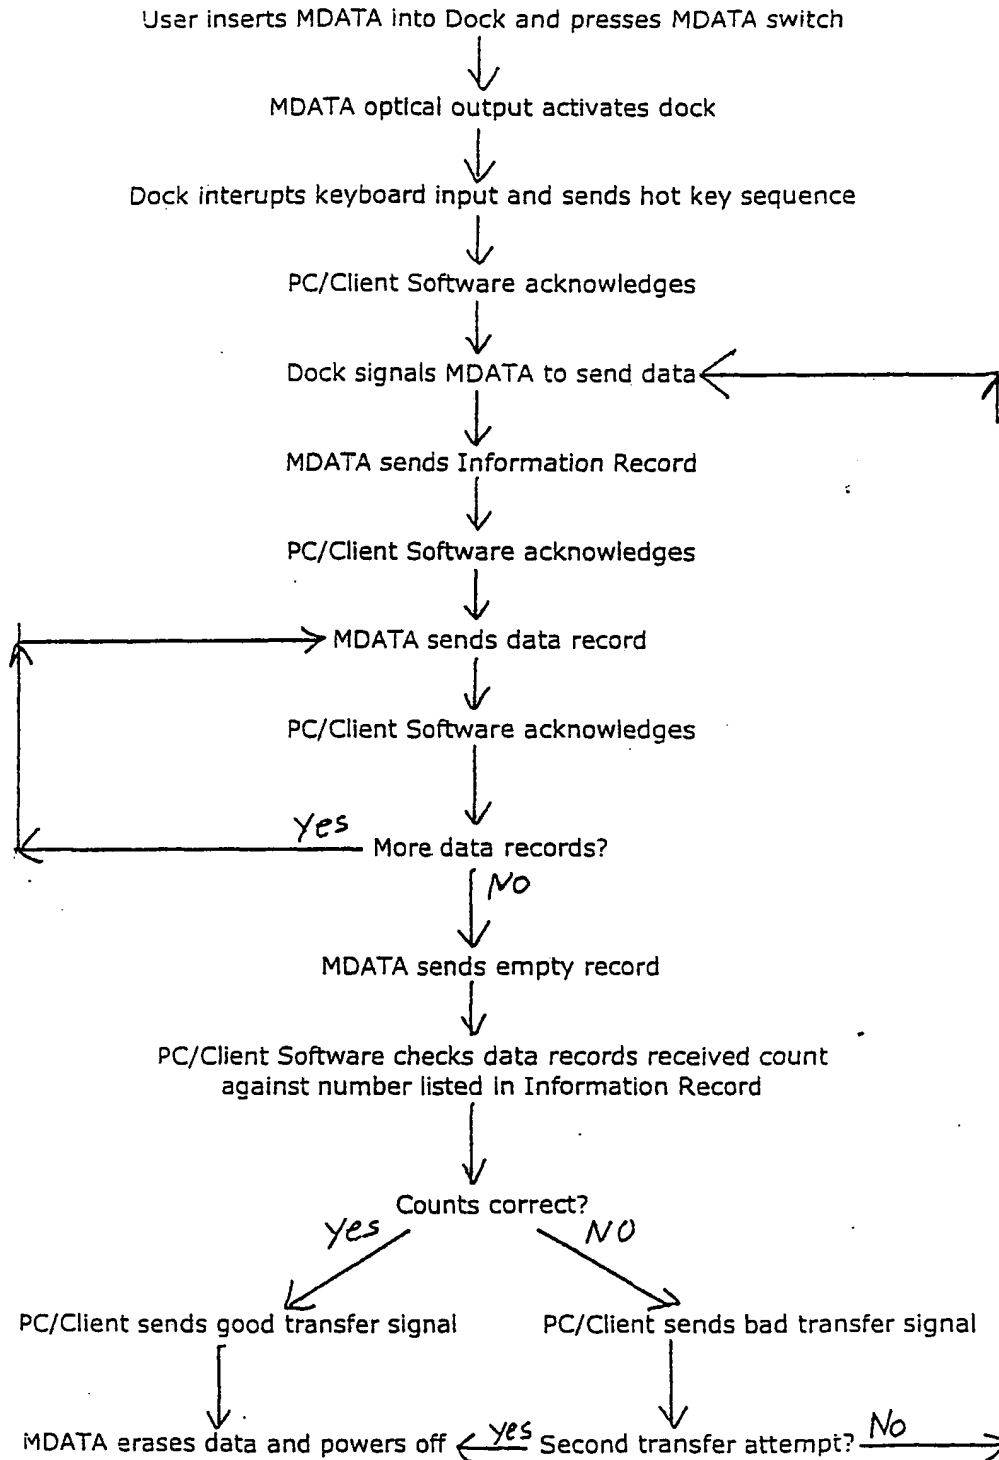 User inserts MDATA into Dock and presses MDATA switch
MDATA optical output activates dock
Dock interupts keyboard input and sends hot key sequence
PC/Client Software acknowledges
Dock signals MDATA to send data
MDATA sends Information Record
PC/Client Software acknowledges
MDATA sends data record
PC/Client Software acknowledges
Yes
More data records?
NO
MDATA sends empty record
PC/Client Software checks data records received count
against number listed in Information Record
Counts correct?
Yes
NO
PC/Client sends good transfer signal
PC/Client sends bad transfer signal
MDATA erases data and powers off
Yes
Second transfer attempt?
No